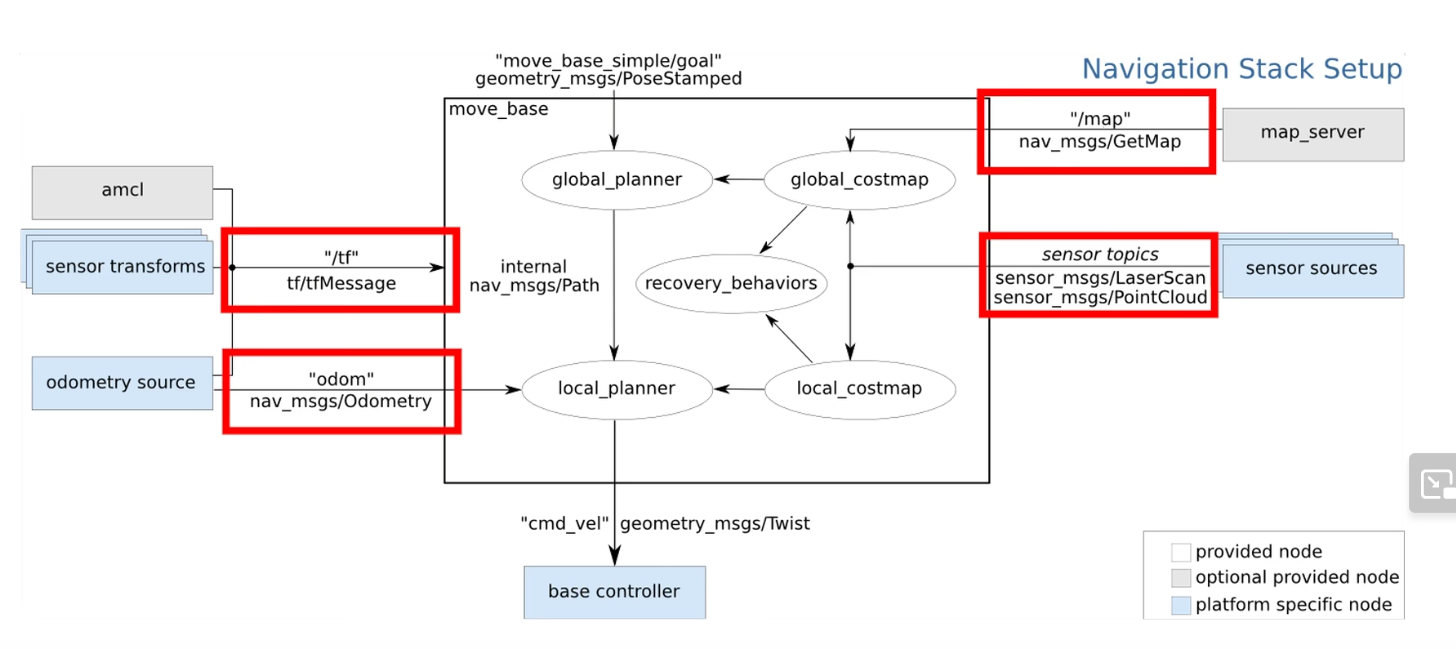 Navigation Stack Setup
"move_base_simple/goal"
geometry_msgs/PoseStamped
move_base
"/map"
nav_msgs/GetMap
map_server
amcl
global_planner
global_costmap
sensor transforms
"/tf"
tf/tfMessage
internal
nav_msgs/Path
recovery_behaviors
sensor topics
sensor_msgs/LaserScan
sensor_msgs/PointCloud
sensor sources
odometry source
"odom"
nav_msgs/Odometry
local_planner
local_costmap
"cmd_vel" geometry_msgs/Twist
base controller
provided node
optional provided node
platform specific node